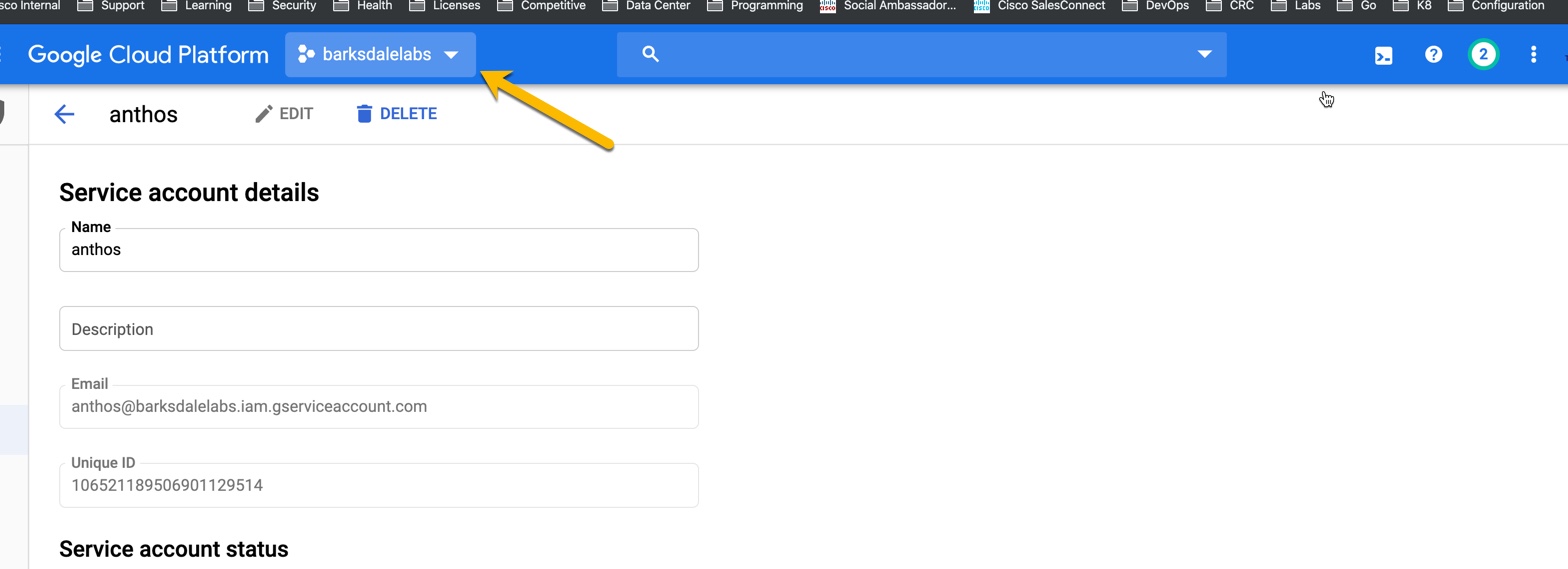 sco Internal Support Learning Security Health Licenses Competitive Data Center Programming Social Ambassador... Cisco SalesConnect DevOps CRC Labs Go K8 Configuration
Google Cloud Platform barksdalelabs 2
anthos EDIT DELETE
Service account details
Name
anthos
Description
Email
anthos@barksdalelabs.iam.gserviceaccount.com
Unique ID
106521189506901129514
Service account status